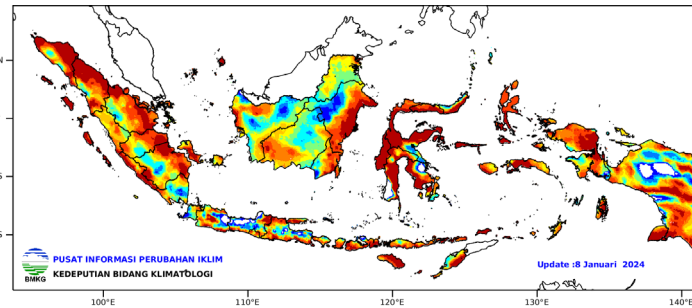 N
S
S
PUSAT INFORMASI PERUBAHAN IKLIM
KEDEPUTIAN BIDANG KLIMATOLOGI
BMKG
Update :8 Januari 2024
100°E
110°E
120°E
130°E
140°E